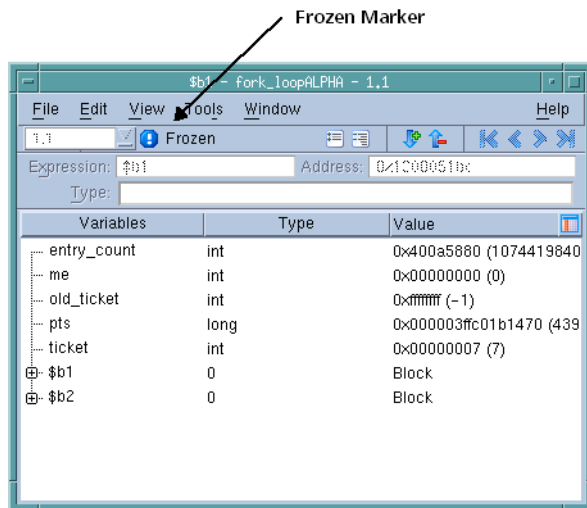 Frozen Marker
$b1 - fork_loopALPHA - 1.1
File Edit View Tools Window Help
1.1 Frozen
Expression: $b1 Address: 0x1200051bc
Type:
Variables Type Value
entry_count int 0x400a5880 (1074419840
me int 0x00000000 (0)
old_ticket int 0xffffffff (-1)
pts long 0x000003ffc01b1470 (439
ticket int 0x00000007 (7)
$b1 0 Block
$b2 0 Block